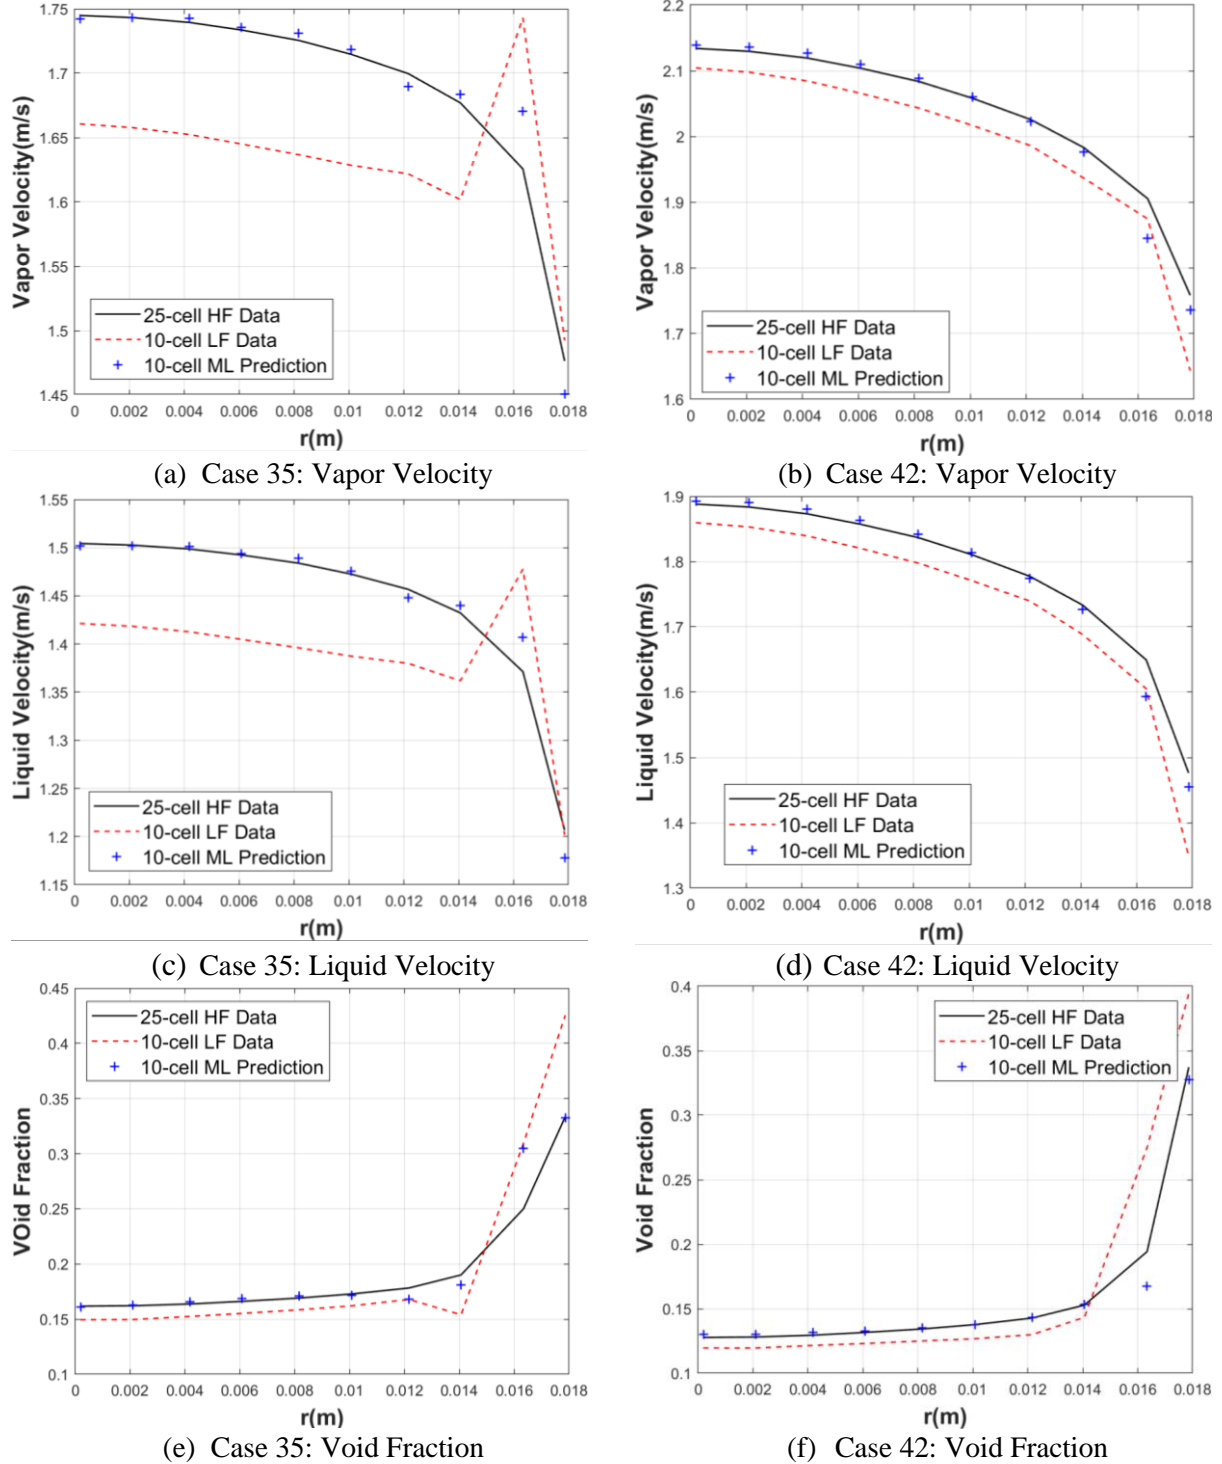 1.75
1.7
1.65
1.6
1.55
1.5
1.45
Vapor Velocity(m/s)
25-cell HF Data
10-cell LF Data
10-cell ML Prediction
0 0.002 0.004 0.006 0.008 0.01 0.012 0.014 0.016 0.018
r(m)
(a) Case 35: Vapor Velocity
2.2
2.1
2
1.9
1.8
1.7
1.6
Vapor Velocity(m/s)
25-cell HF Data
10-cell LF Data
10-cell ML Prediction
0 0.002 0.004 0.006 0.008 0.01 0.012 0.014 0.016 0.018
r(m)
(b) Case 42: Vapor Velocity
1.55
1.5
1.45
1.4
1.35
1.3
1.25
1.2
1.15
Liquid Velocity(m/s)
25-cell HF Data
10-cell LF Data
10-cell ML Prediction
0 0.002 0.004 0.006 0.008 0.01 0.012 0.014 0.016 0.018
r(m)
(c) Case 35: Liquid Velocity
1.9
1.8
1.7
1.6
1.5
1.4
1.3
Liquid Velocity(m/s)
25-cell HF Data
10-cell LF Data
10-cell ML Prediction
0 0.002 0.004 0.006 0.008 0.01 0.012 0.014 0.016 0.018
r(m)
(d) Case 42: Liquid Velocity
0.45
0.4
0.35
0.3
0.25
0.2
0.15
0.1
VOid Fraction
25-cell HF Data
10-cell LF Data
10-cell ML Prediction
0 0.002 0.004 0.006 0.008 0.01 0.012 0.014 0.016 0.018
r(m)
(e) Case 35: Void Fraction
0.4
0.35
0.3
0.25
0.2
0.15
0.1
Void Fraction
25-cell HF Data
10-cell LF Data
10-cell ML Prediction
0 0.002 0.004 0.006 0.008 0.01 0.012 0.014 0.016 0.018
r(m)
(f) Case 42: Void Fraction